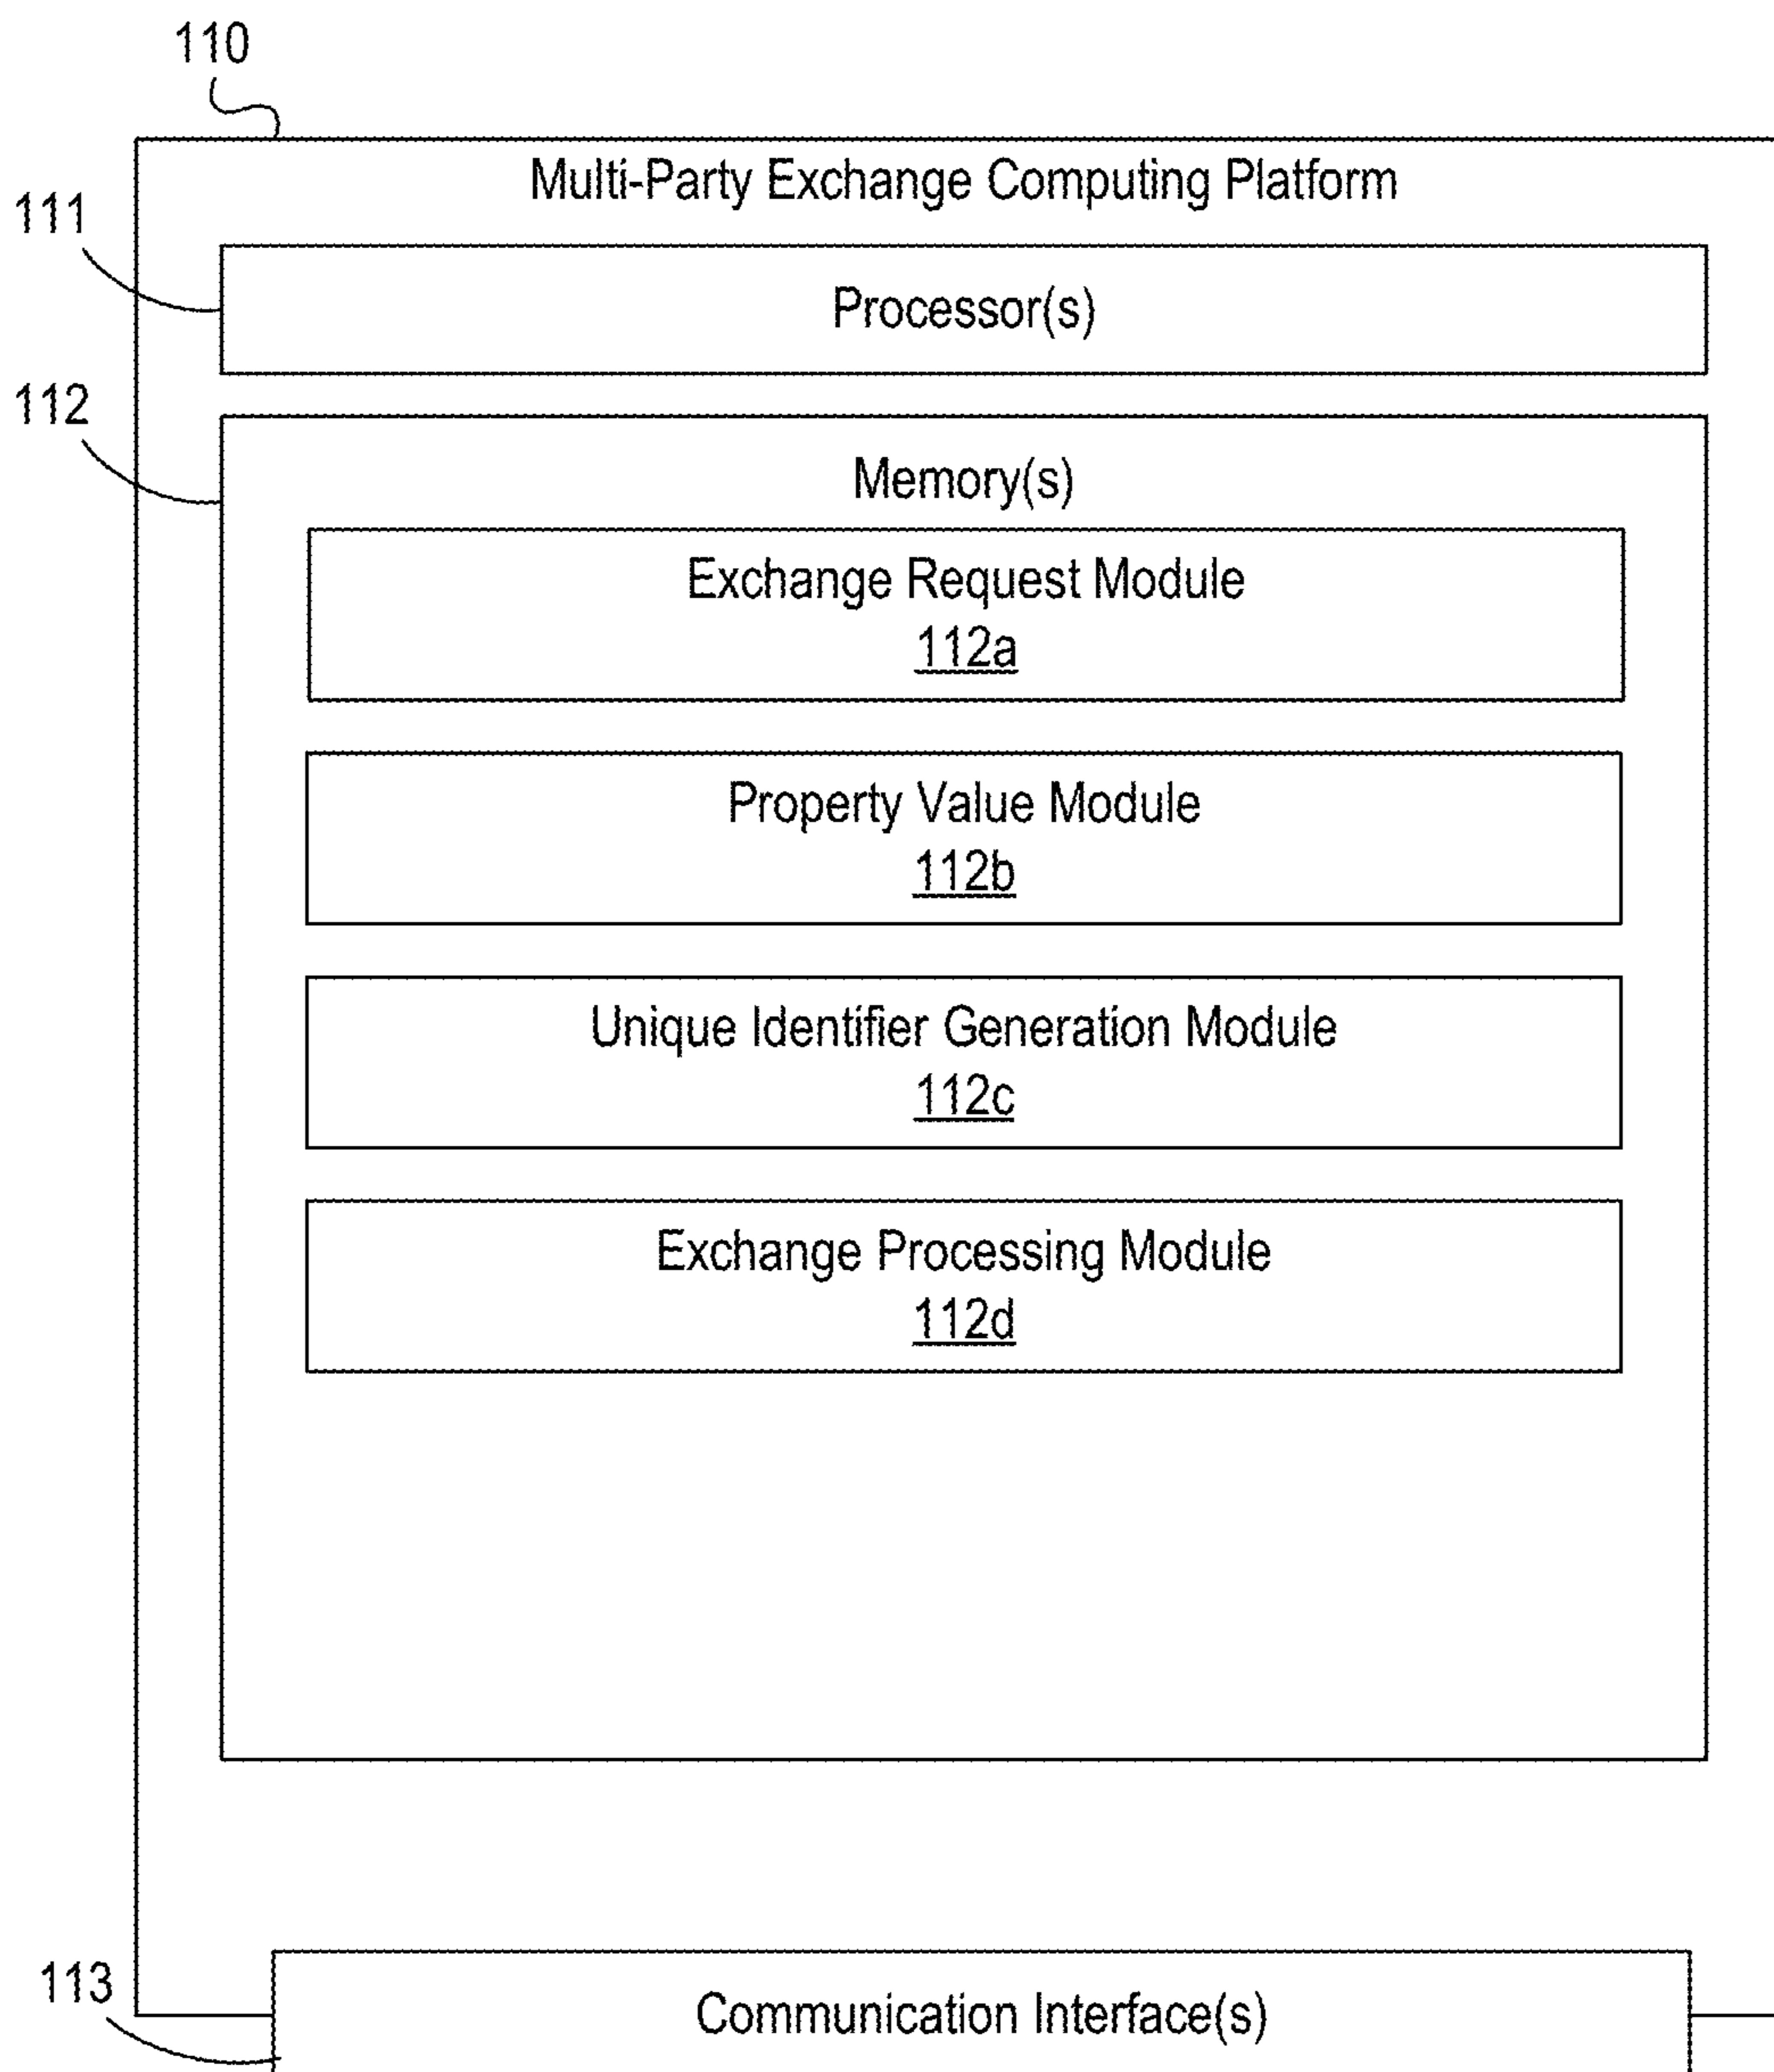 110
Multi-Party Exchange Computing Platform
111
Processor(s)
112
Memory(s)
Exchange Request Module
112a
Property Value Module
112b
Unique Identifier Generation Module
112c
Exchange Processing Module
112d
113
Communication Interface(s)